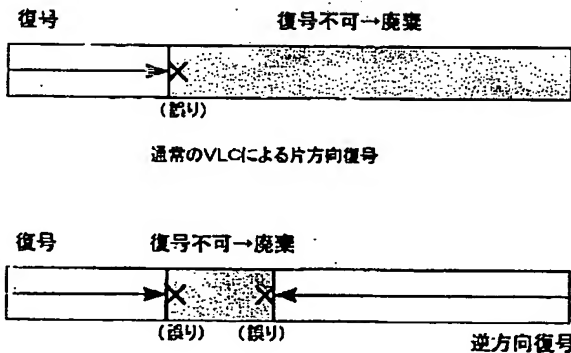 復号 復号不可→廃棄
(誤り)
通常のVLCによる片方向復号
復号 復号不可→廃棄
(誤り) (誤り)
逆方向復号